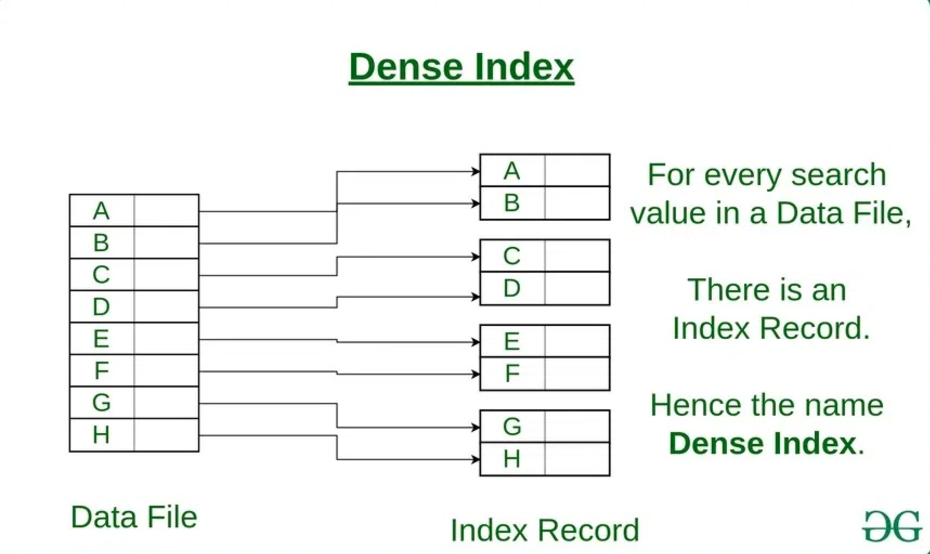 Dense Index
A
B
C
D
E
F
G
H
Data File
A
B
C
D
E
F
G
H
Index Record
For every search
value in a Data File,
There is an
Index Record.
Hence the name
Dense Index.